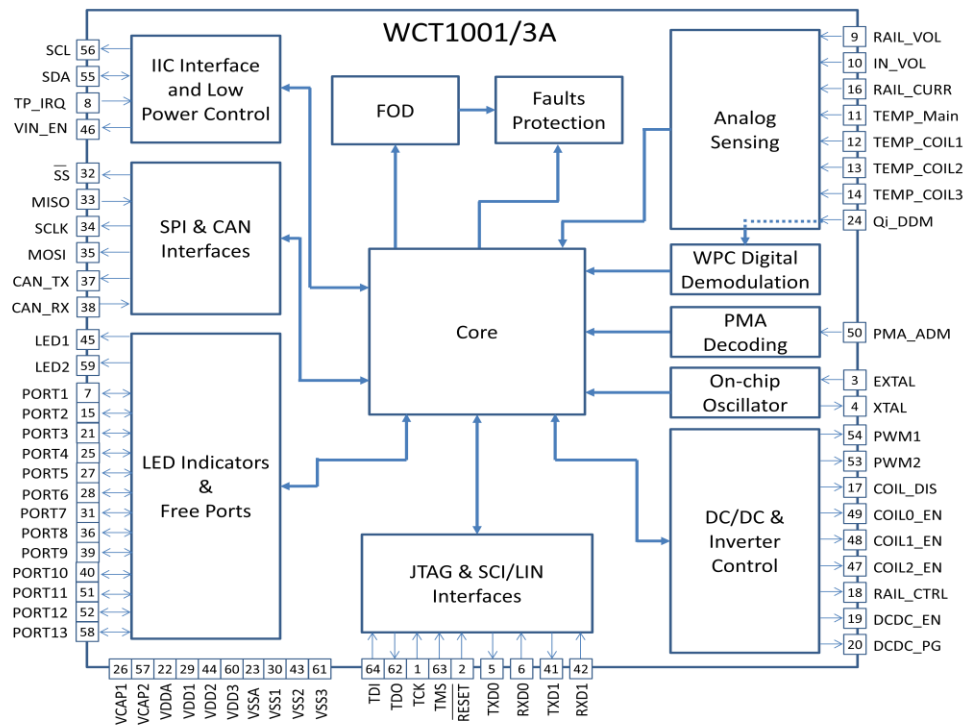 WCT1001/3A
SCL 56
SDA 55
TP_IRQ 8
VIN_EN 46
IIC Interface
and Low
Power Control
SS 32
MISO 33
SCLK 34
MOSI 35
CAN_TX 37
CAN_RX 38
SPI & CAN
Interfaces
LED1 45
LED2 59
PORT1 7
PORT2 15
PORT3 21
PORT4 25
PORT5 27
PORT6 28
PORT7 31
PORT8 36
PORT9 39
PORT10 40
PORT11 51
PORT12 52
PORT13 58
LED Indicators
&
Free Ports
FOD
Faults
Protection
Core
JTAG & SCI/LIN
Interfaces
Analog
Sensing
WPC Digital
Demodulation
PMA
Decoding
On-chip
Oscillator
DC/DC &
Inverter
Control
9 RAIL_VOL
10 IN_VOL
16 RAIL_CURR
11 TEMP_Main
12 TEMP_COIL1
13 TEMP_COIL2
14 TEMP_COIL3
24 Qi_DDM
50 PMA_ADM
3 EXTAL
4 XTAL
54 PWM1
53 PWM2
17 COIL_DIS
49 COIL0_EN
48 COIL1_EN
47 COIL2_EN
18 RAIL_CTRL
19 DCDC_EN
20 DCDC_PG
26 57 22 29 44 60 23 30 43 61
VCAP1
VCAP2
VDDA
VDD1
VDD2
VDD3
VSSA
VSS1
VSS2
VSS3
64 62 1 63 2 5 6 41 42
TDI
TDO
TCK
TMS
RESET
TXD0
RXD0
TXD1
RXD1